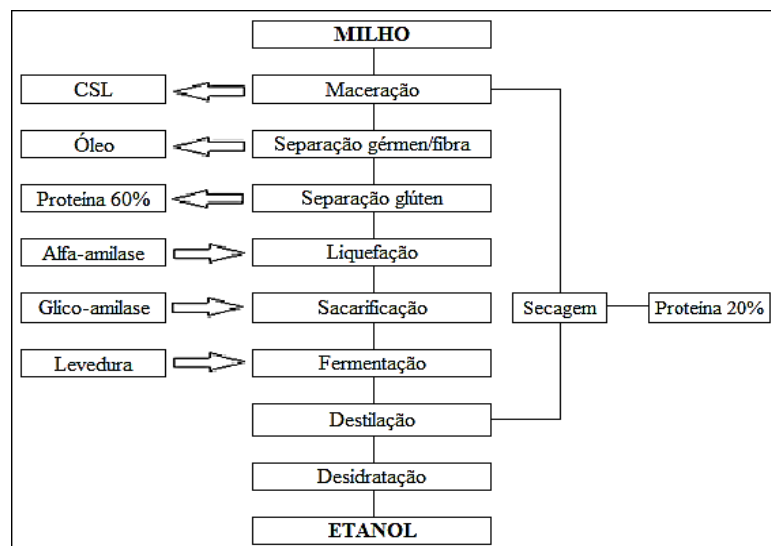 MILHO
CSL
Maceração
Óleo
Separação gérmen/fibra
Proteína 60%
Separação glúten
Alfa-amilase
Liquefação
Glico-amilase
Sacarificação
Secagem
Proteína 20%
Levedura
Fermentação
Destilação
Desidratação
ETANOL